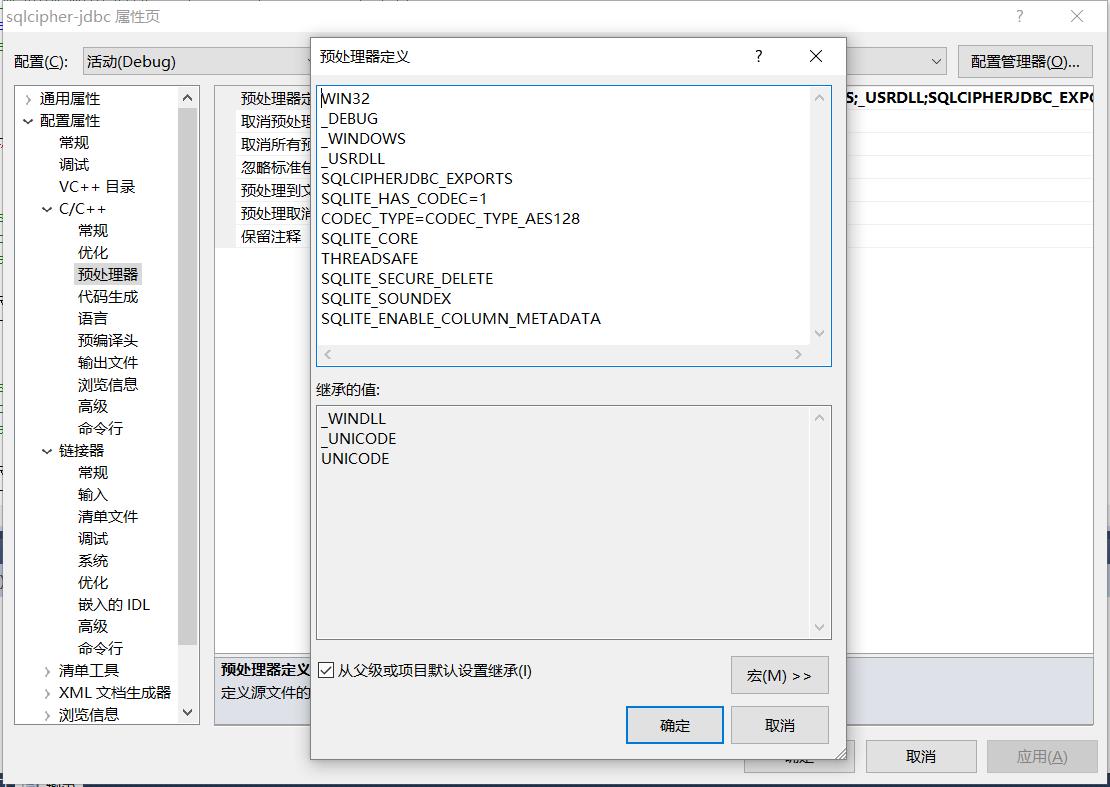 sqlcipher-jdbc 属性页
配置(C):
活动(Debug)
配置管理器(O)...
通用属性
配置属性
常规
调试
VC++ 目录
C/C++
常规
优化
预处理器
代码生成
语言
预编译头
输出文件
浏览信息
高级
命令行
链接器
常规
输入
清单文件
调试
系统
优化
嵌入的 IDL
高级
命令行
清单工具
XML 文档生成器
浏览信息
预处理器定
取消预处理
取消所有预
忽略标准包
预处理到文
预处理取消
保留注释
S;_USRDLL;SQLCIPHERJDBC_EXPO
预处理器定义
?
WIN32
_DEBUG
_WINDOWS
_USRDLL
SQLCIPHERJDBC_EXPORTS
SQLITE_HAS_CODEC=1
CODEC_TYPE=CODEC_TYPE_AES128
SQLITE_CORE
THREADSAFE
SQLITE_SECURE_DELETE
SQLITE_SOUNDEX
SQLITE_ENABLE_COLUMN_METADATA
继承的值:
_WINDLL
_UNICODE
UNICODE
从父级或项目默认设置继承(I)
宏(M) >>
确定
取消
预处理器定义
定义源文件的
取消
应用(A)